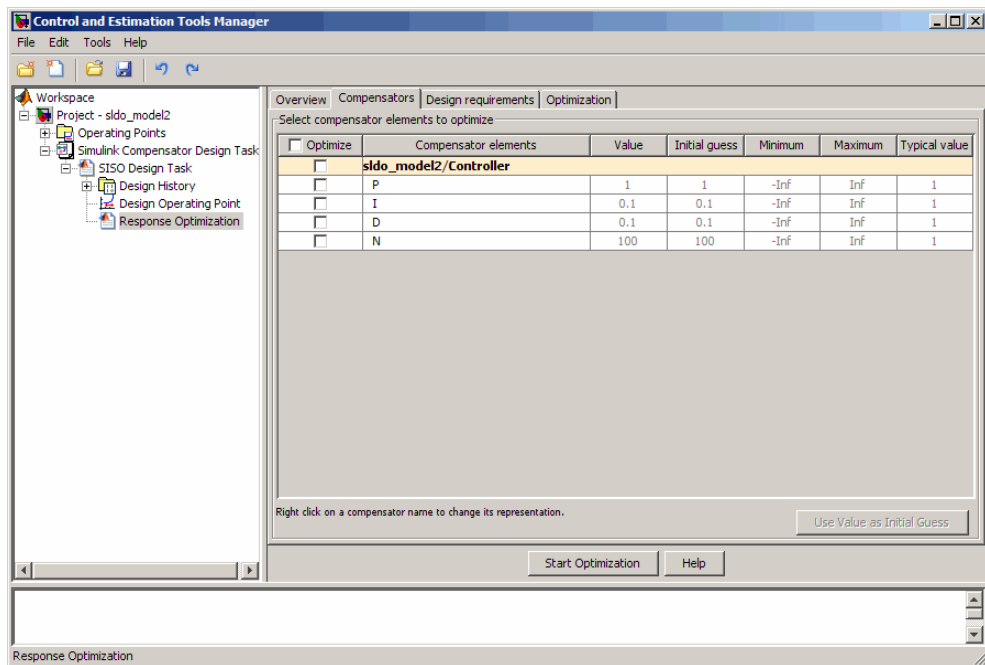 Control and Estimation Tools Manager
File Edit Tools Help
Workspace
Project - sldo_model2
Operating Points
Simulink Compensator Design Task
SISO Design Task
Design History
Design Operating Point
Response Optimization
Overview Compensators Design requirements Optimization
Select compensator elements to optimize
Optimize Compensator elements Value Initial guess Minimum Maximum Typical value
sldo_model2/Controller
P 1 1 -Inf Inf 1
I 0.1 0.1 -Inf Inf 1
D 0.1 0.1 -Inf Inf 1
N 100 100 -Inf Inf 1
Right click on a compensator name to change its representation.
Use Value as Initial Guess
Start Optimization Help
Response Optimization